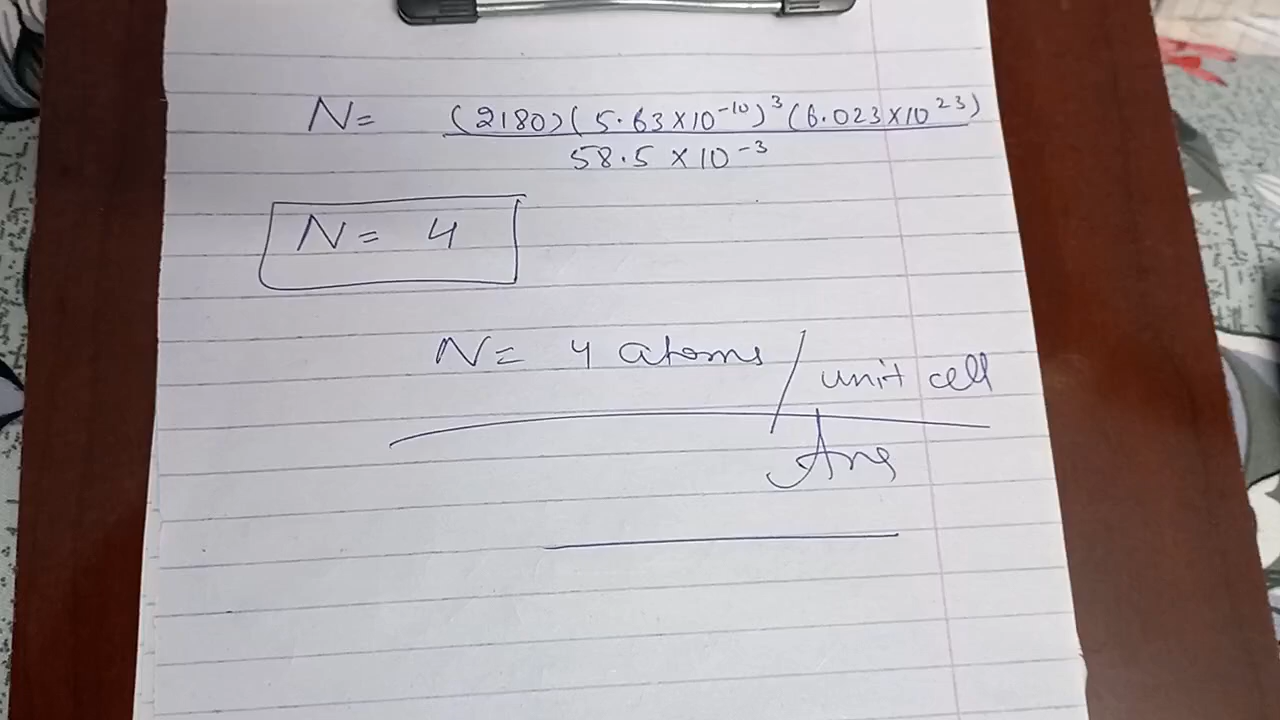 N= (2180)(5.63×10⁻¹⁰)³(6.023×10²³)
58.5 × 10⁻³
N= 4
N= 4 atoms / unit cell
Ans